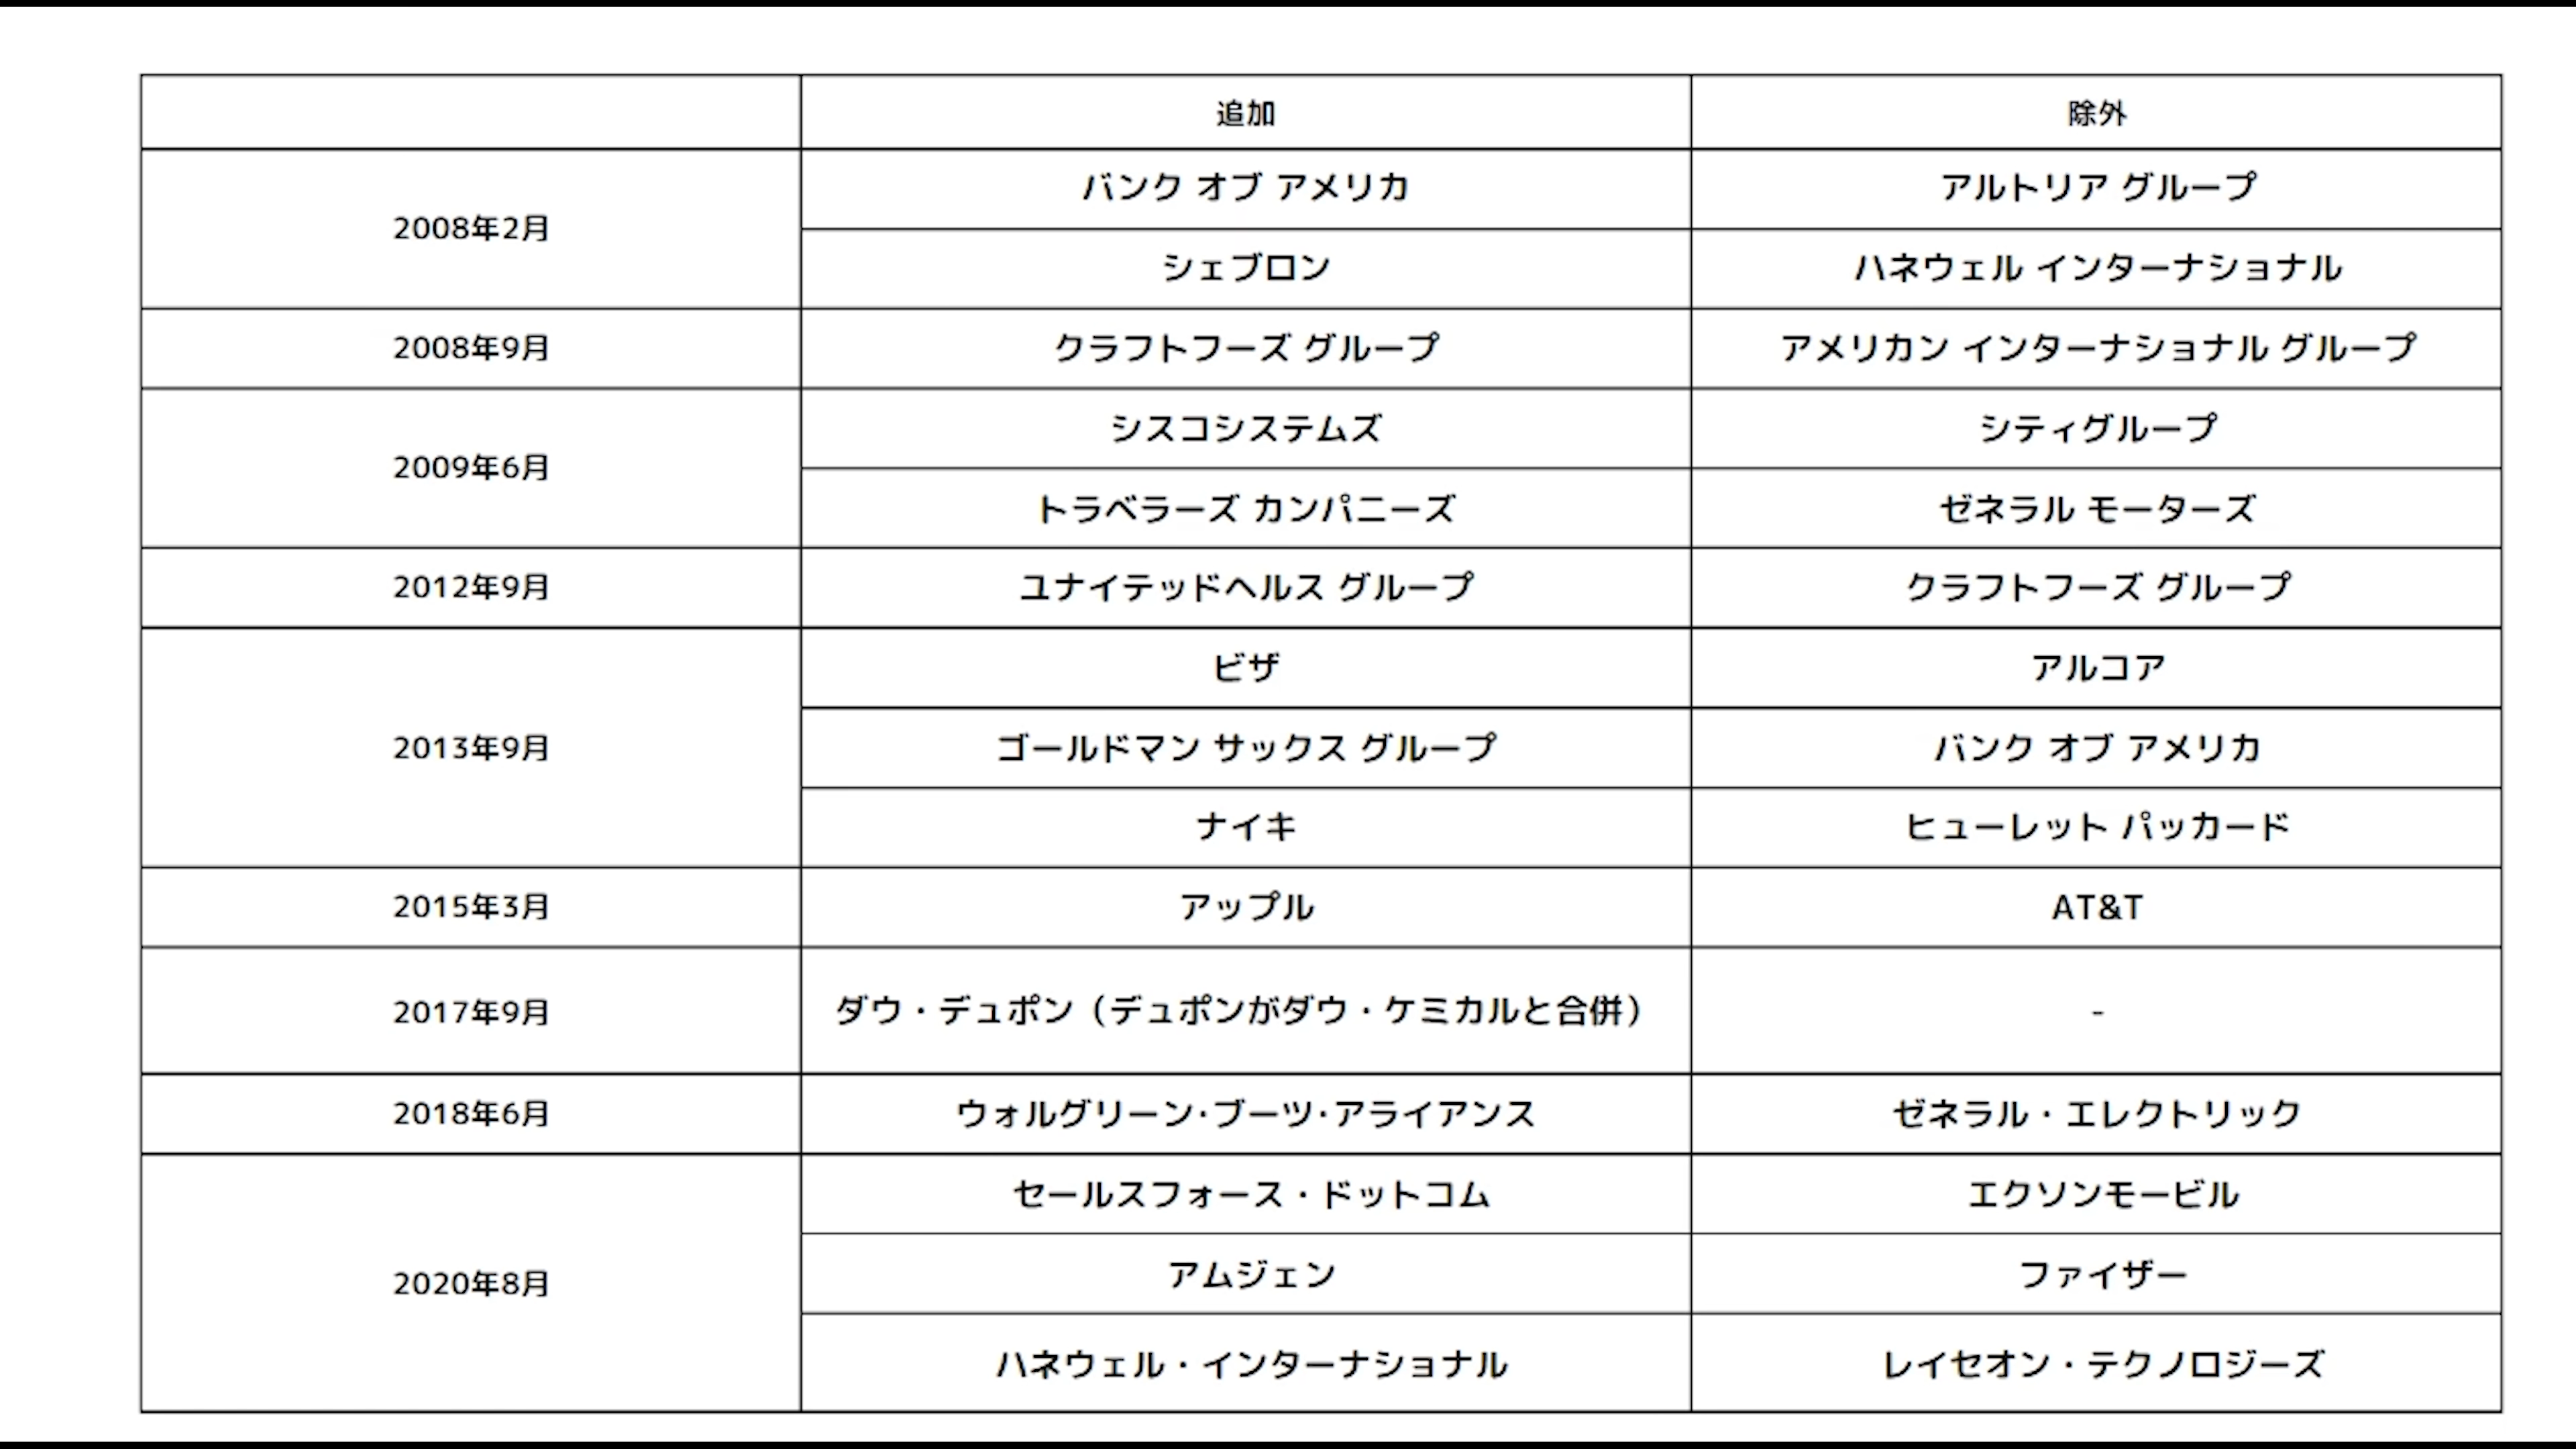 追加 除外
2008年2月 バンク オブ アメリカ アルトリア グループ
シェブロン ハネウェル インターナショナル
2008年9月 クラフトフーズ グループ アメリカン インターナショナル グループ
2009年6月 シスコシステムズ シティグループ
トラベラーズ カンパニーズ ゼネラル モーターズ
2012年9月 ユナイテッドヘルス グループ クラフトフーズ グループ
2013年9月 ビザ アルコア
ゴールドマン サックス グループ バンク オブ アメリカ
ナイキ ヒューレット パッカード
2015年3月 アップル AT&T
2017年9月 ダウ・デュポン（デュポンがダウ・ケミカルと合併） -
2018年6月 ウォルグリーン・ブーツ・アライアンス ゼネラル・エレクトリック
2020年8月 セールスフォース・ドットコム エクソンモービル
アムジェン ファイザー
ハネウェル・インターナショナル レイセオン・テクノロジーズ